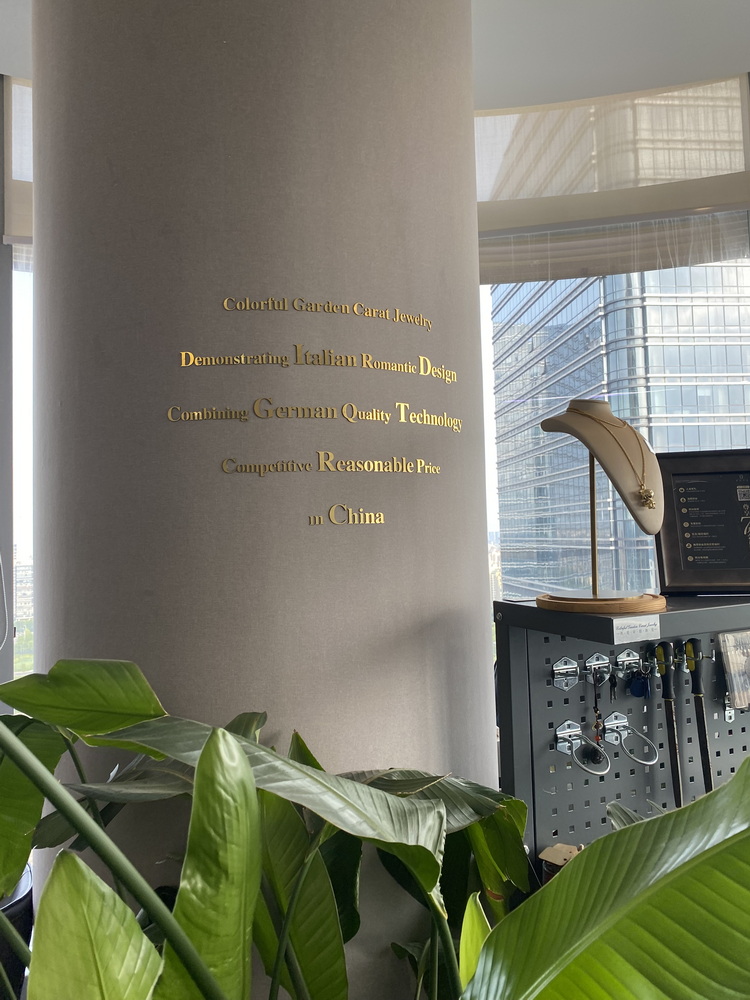 Colorful Garden Carat Jewelry
Demonstrating Italian Romantic Design
Combining German Quality Technology
Competitive Reasonable Price
in China